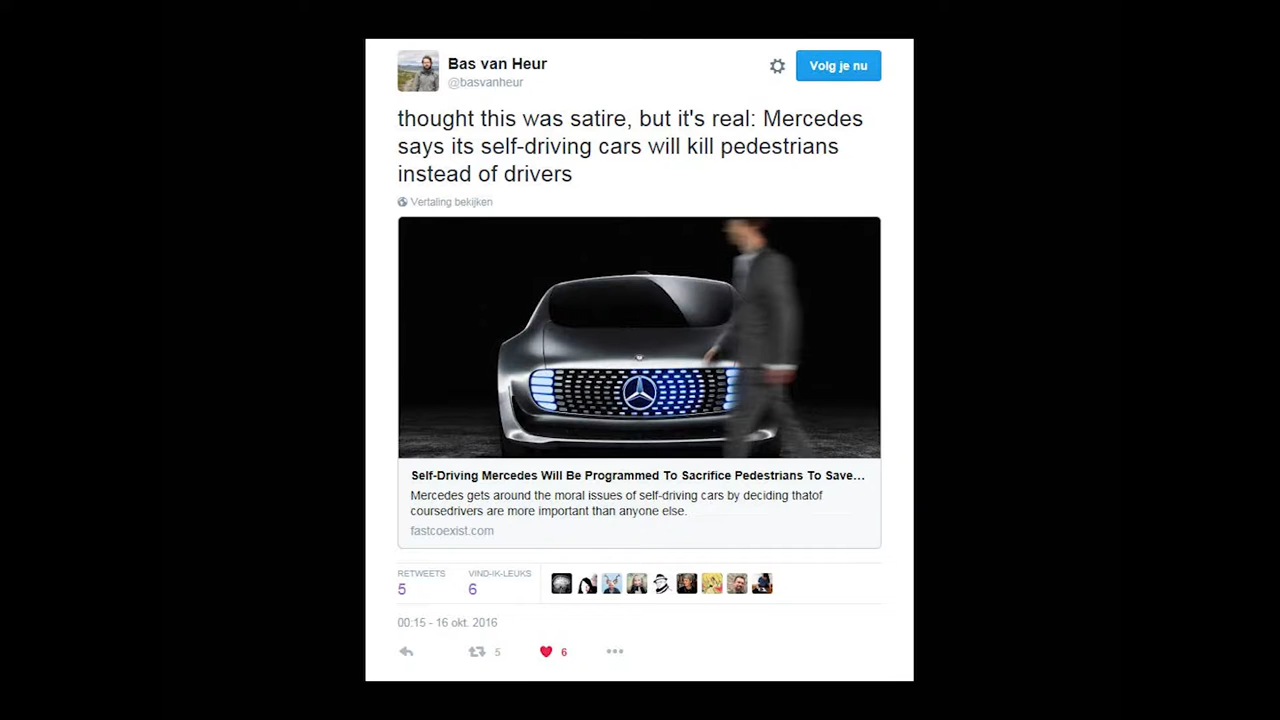 Bas van Heur
@basvanheur
Volg je nu
thought this was satire, but it's real: Mercedes
says its self-driving cars will kill pedestrians
instead of drivers
Vertaling bekijken
Self-Driving Mercedes Will Be Programmed To Sacrifice Pedestrians To Save…
Mercedes gets around the moral issues of self-driving cars by deciding thatof
coursedrivers are more important than anyone else.
fastcoexist.com
RETWEETS
5
VIND-IK-LEUKS
6
00:15 - 16 okt. 2016
5
6